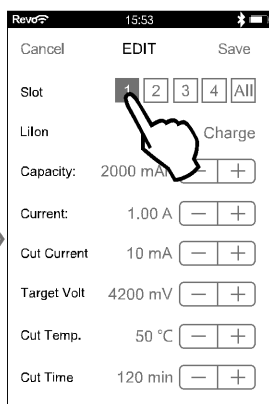 Revo 15:53
Cancel EDIT Save
Slot 1 2 3 4 All
LiIon Charge
Capacity: 2000 mAh − +
Current: 1.00 A − +
Cut Current 10 mA − +
Target Volt 4200 mV − +
Cut Temp. 50 °C − +
Cut Time 120 min − +